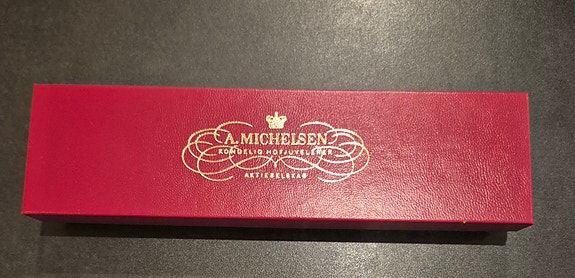 A. MICHELSEN
KONGELIG HOFJUVELERER
AKTIESELSKAB